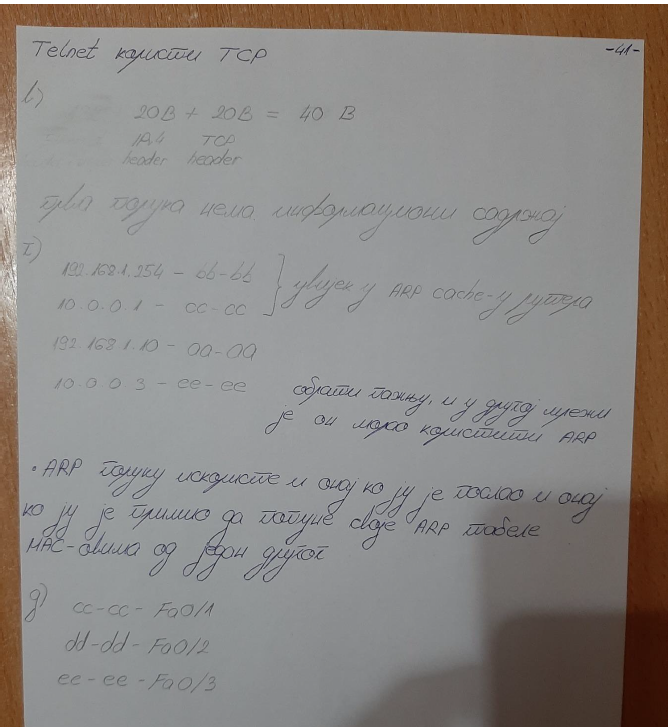 Telnet користи TCP
-41-
в)
20B + 20B = 40 B
IPv4 TCP
header header
прва порука нема информациони садржај
г)
192.168.1.254 - bb-bb
10.0.0.1 - cc-cc
увијек у ARP cache-у рутера
192.168.1.10 - aa-aa
10.0.0.3 - ee-ee
обрати пажњу, и у другој мрежи
је он морао користити ARP
• ARP поруку искористе и онај ко ју је послао и онај
ко ју је примио да попуне своје ARP табеле
MAC-овима од једног другог
д)
cc-cc - Fa0/1
dd-dd - Fa0/2
ee-ee - Fa0/3